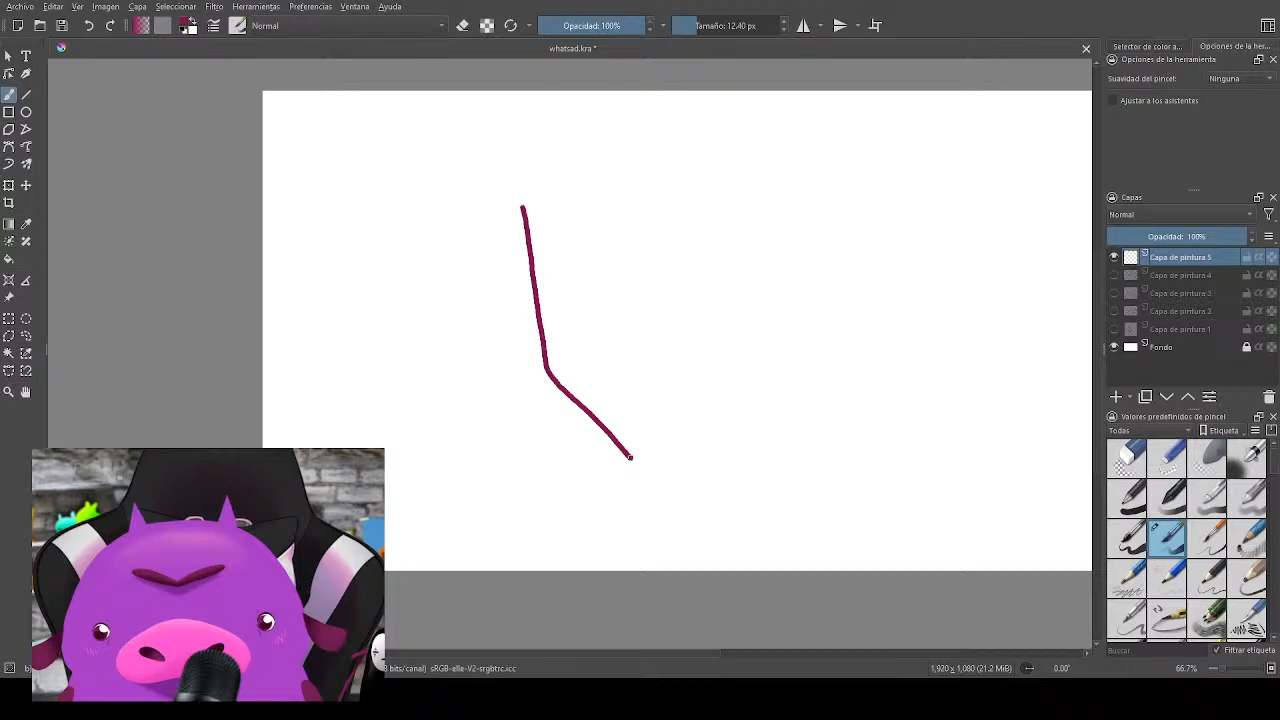 Archivo Editar Ver Imagen Capa Seleccionar Filtro Herramientas Preferencias Ventana Ayuda
Normal Opacidad: 100% Tamaño: 12.40 px
whatsad.kra *
Selector de color a... Opciones de la her...
Opciones de la herramienta
Suavidad del pincel: Ninguna
Ajustar a los asistentes
Capas
Normal
Opacidad: 100%
Capa de pintura 5
Capa de pintura 4
Capa de pintura 3
Capa de pintura 2
Capa de pintura 1
Fondo
Valores predefinidos de pincel
Todas Etiqueta
Buscar Filtrar etiqueta
bits/canal) sRGB-elle-V2-srgbtrc.icc 1,920 x 1,080 (21.2 MiB) 0.00° 66.7%